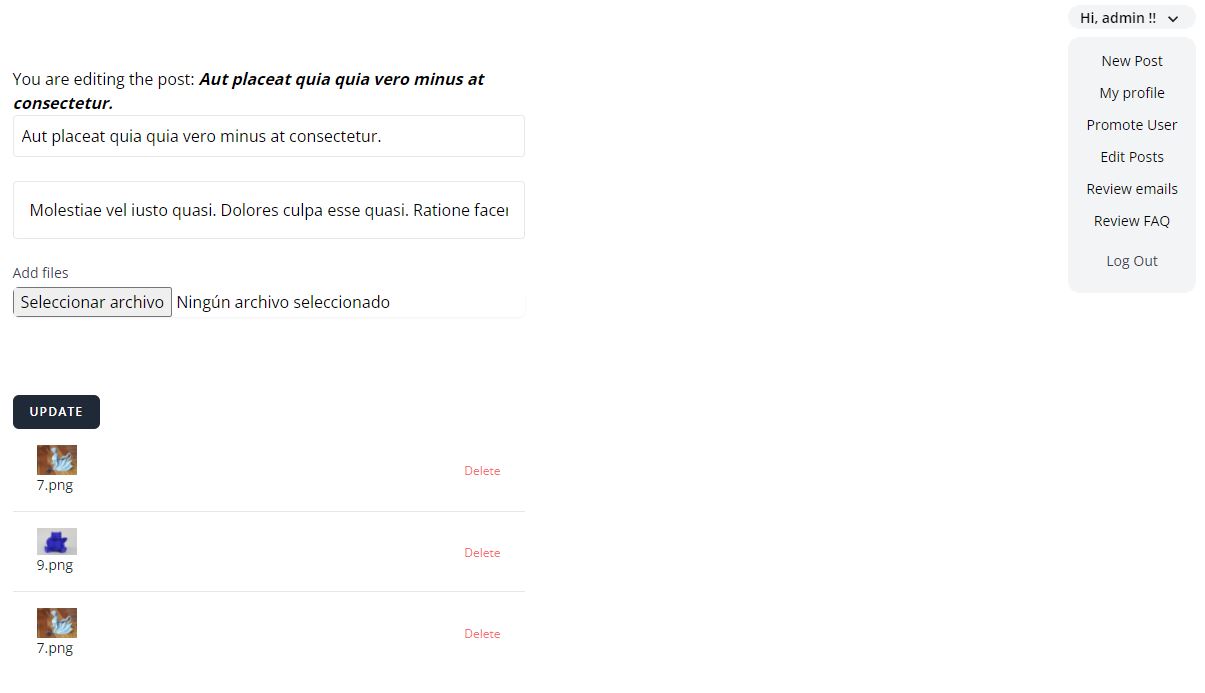 Hi, admin !!
New Post
My profile
Promote User
Edit Posts
Review emails
Review FAQ
Log Out
You are editing the post: Aut placeat quia quia vero minus at
consectetur.
Aut placeat quia quia vero minus at consectetur.
Molestiae vel iusto quasi. Dolores culpa esse quasi. Ratione facer
Add files
Seleccionar archivo Ningún archivo seleccionado
UPDATE
7.png
Delete
9.png
Delete
7.png
Delete